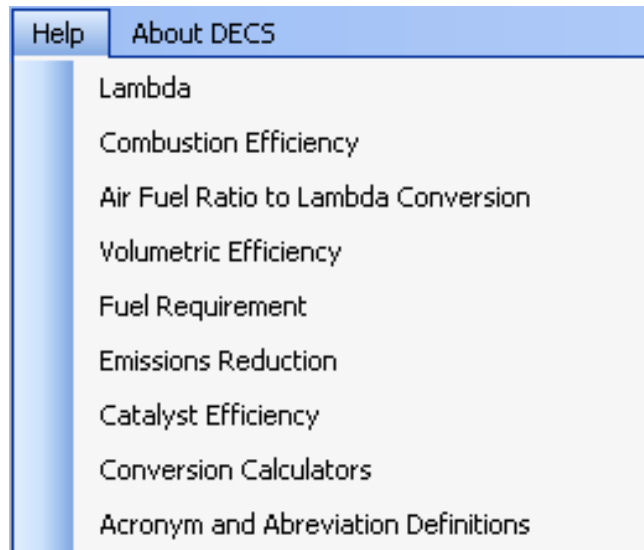 Help About DECS
Lambda
Combustion Efficiency
Air Fuel Ratio to Lambda Conversion
Volumetric Efficiency
Fuel Requirement
Emissions Reduction
Catalyst Efficiency
Conversion Calculators
Acronym and Abreviation Definitions